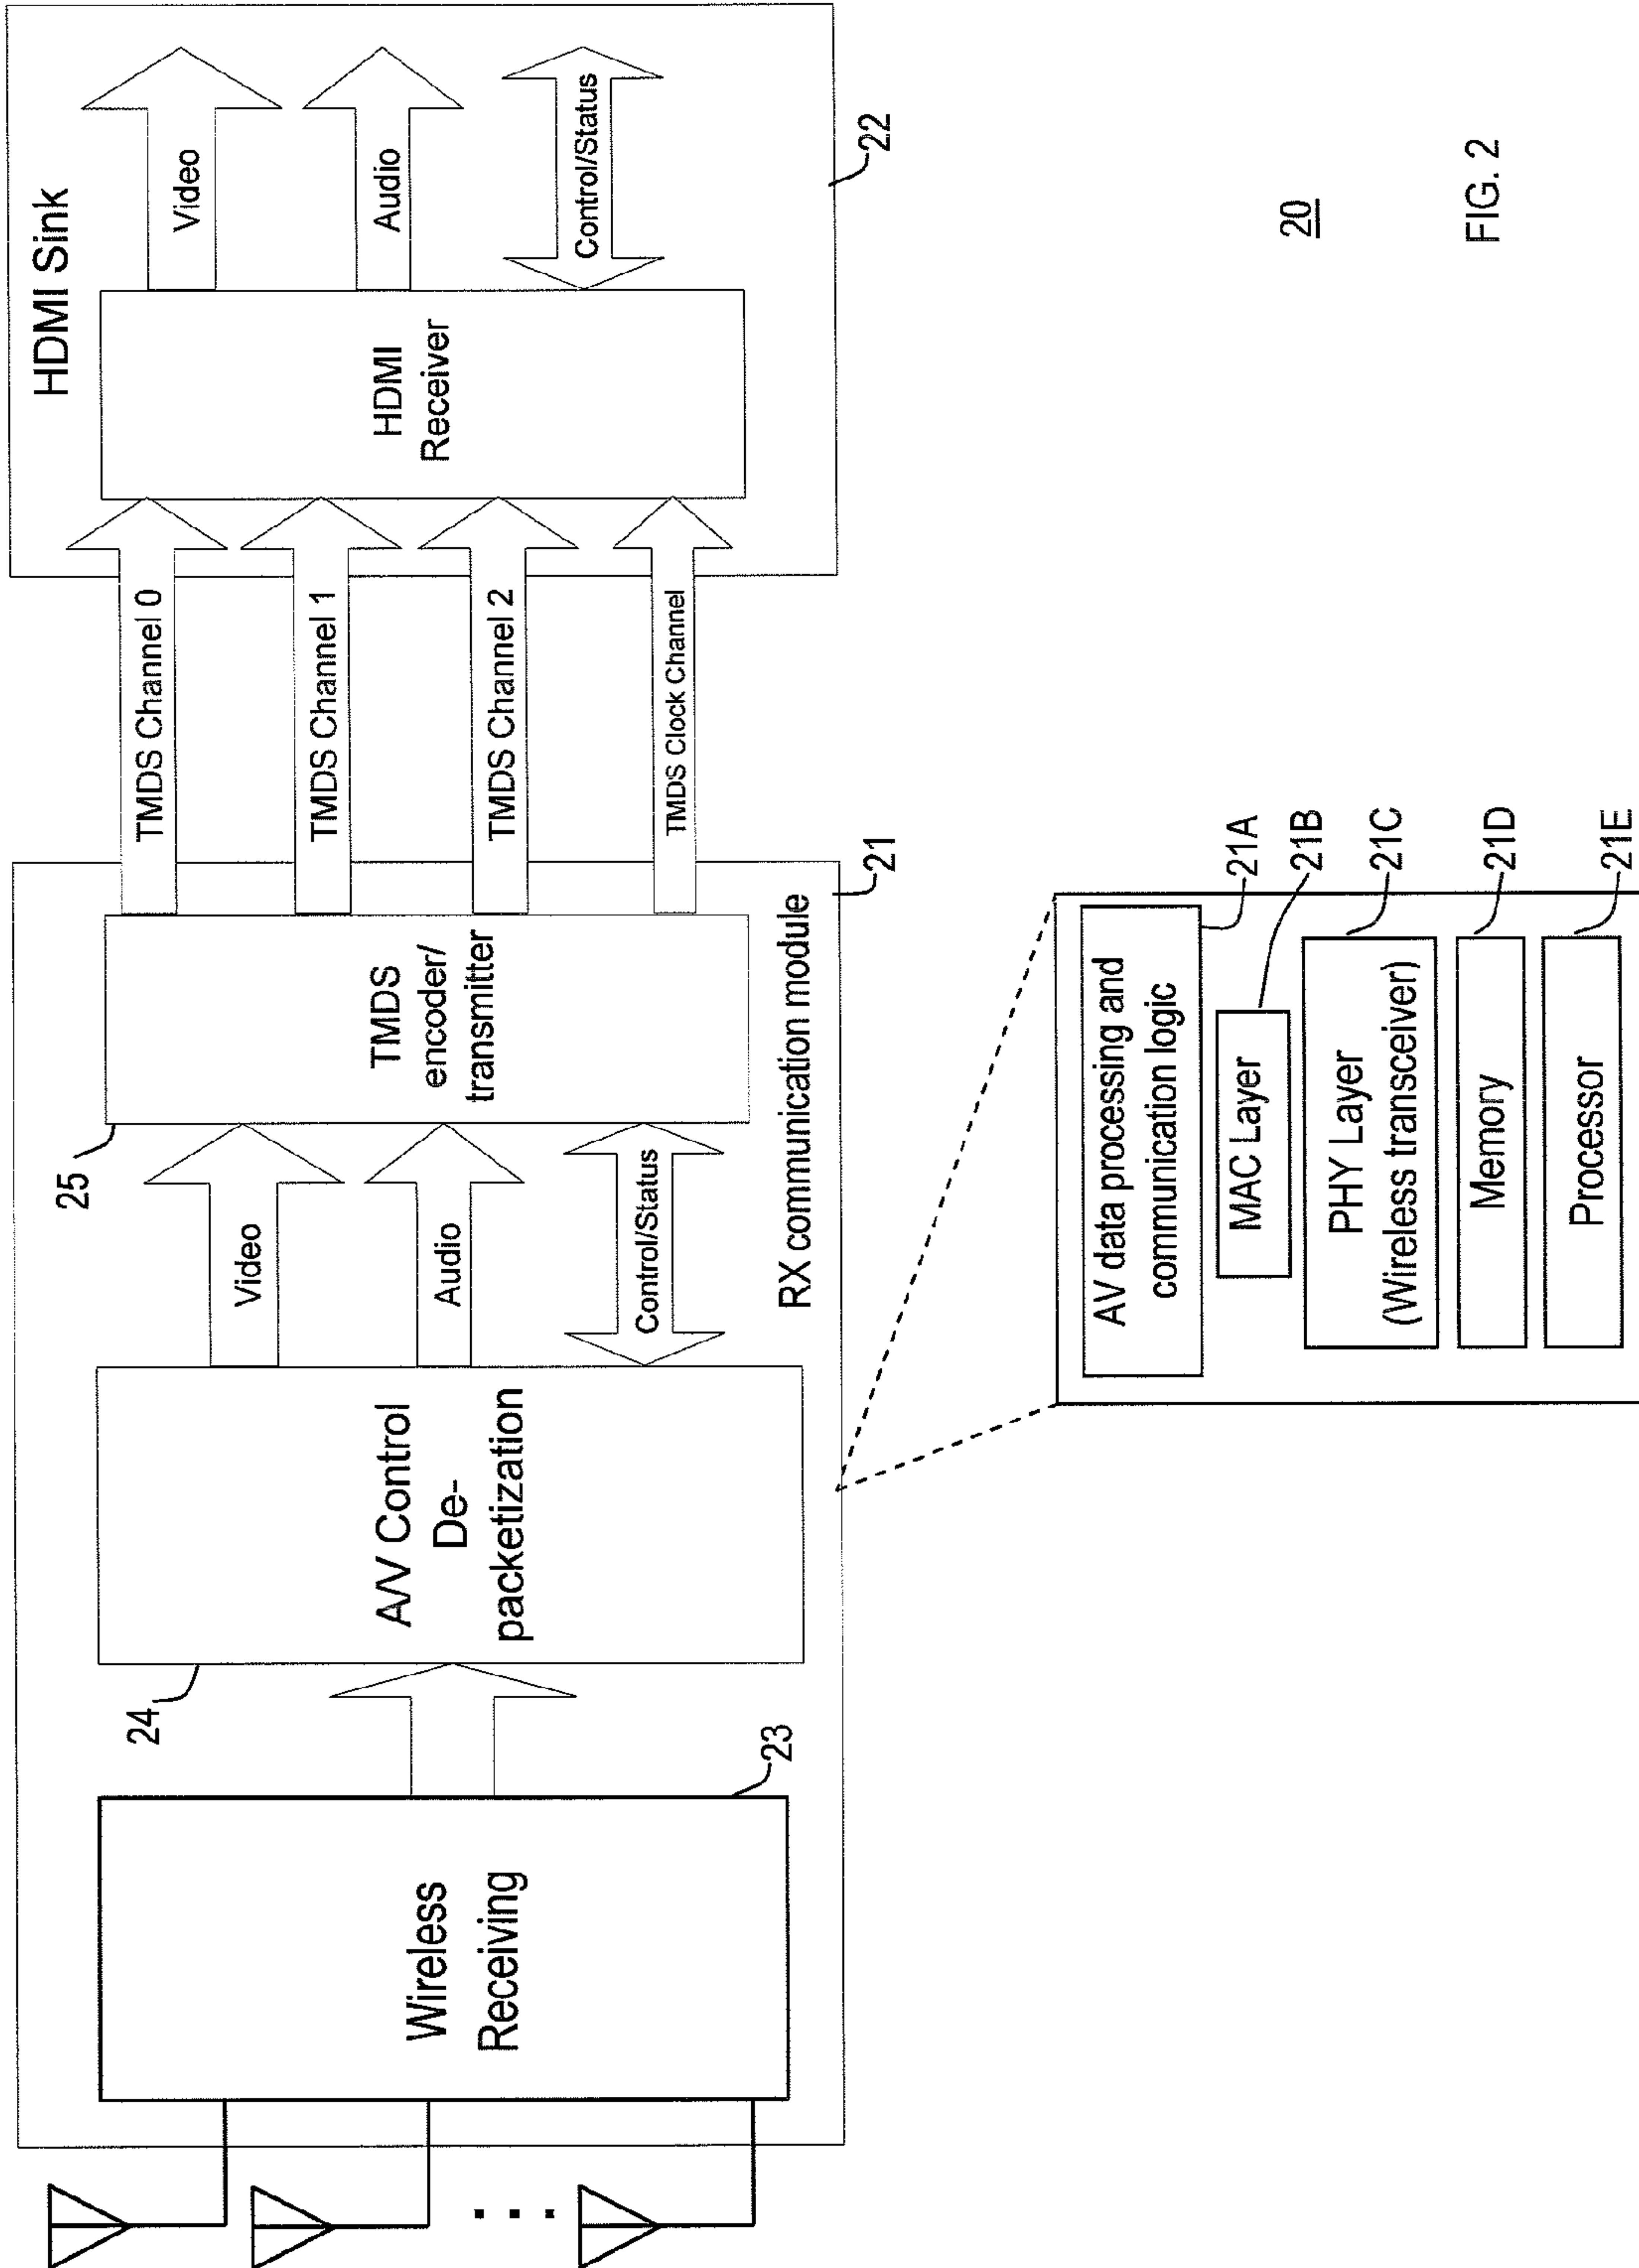 HDMI Sink
Video
Audio
Control/Status
HDMI
Receiver
22
TMDS Channel 0
TMDS Channel 1
TMDS Channel 2
TMDS Clock Channel
25
TMDS
encoder/
transmitter
21
RX communication module
Video
Audio
Control/Status
24
A/V Control
De-
packetization
23
Wireless
Receiving
AV data processing and
communication logic
21A
MAC Layer
21B
PHY Layer
(Wireless transceiver)
21C
Memory
21D
Processor
21E
20
FIG. 2